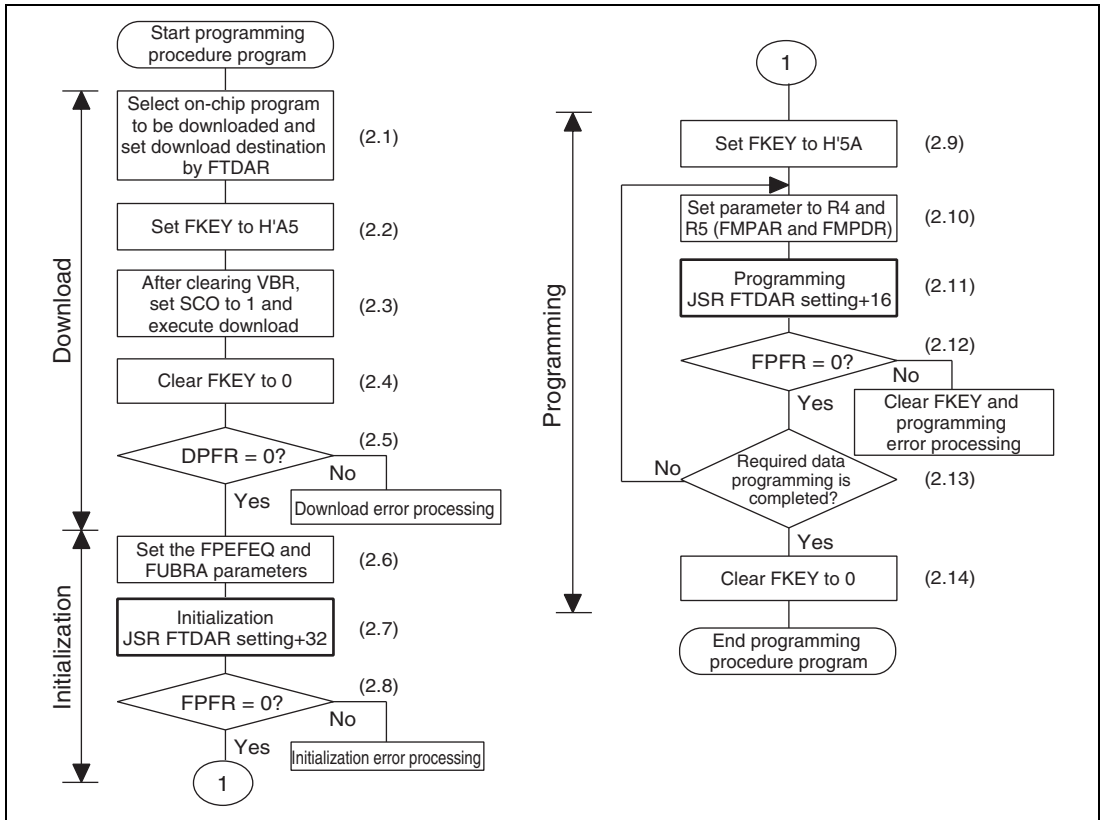 Start programming
procedure program
Download
Select on-chip program
to be downloaded and
set download destination
by FTDAR
(2.1)
Set FKEY to H'A5
(2.2)
After clearing VBR,
set SCO to 1 and
execute download
(2.3)
Clear FKEY to 0
(2.4)
DPFR = 0?
(2.5)
No
Yes
Download error processing
Initialization
Set the FPEFEQ and
FUBRA parameters
(2.6)
Initialization
JSR FTDAR setting+32
(2.7)
FPFR = 0?
(2.8)
No
Yes
Initialization error processing
1
1
Programming
Set FKEY to H'5A
(2.9)
Set parameter to R4 and
R5 (FMPAR and FMPDR)
(2.10)
Programming
JSR FTDAR setting+16
(2.11)
FPFR = 0?
(2.12)
No
Yes
Clear FKEY and
programming
error processing
No
Required data
programming is
completed?
(2.13)
Yes
Clear FKEY to 0
(2.14)
End programming
procedure program